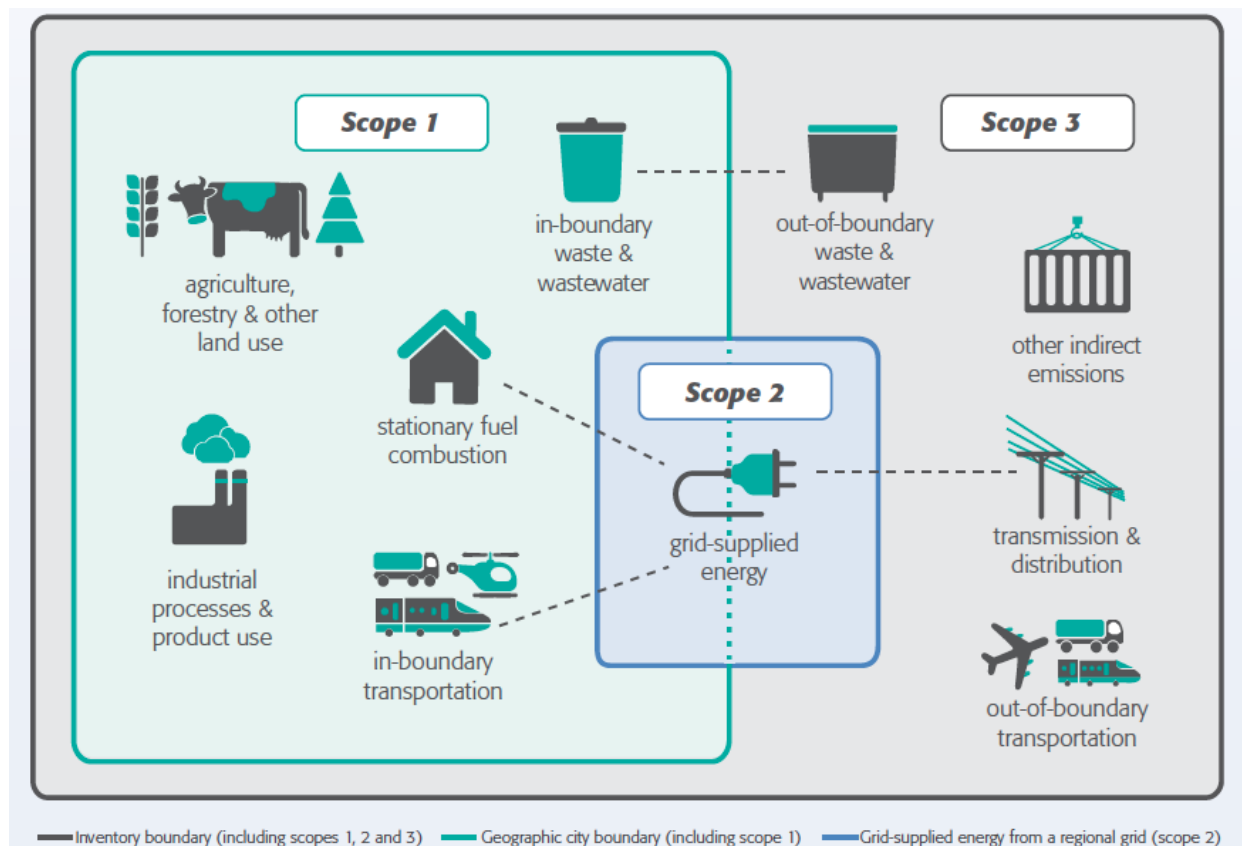 Scope 1
Scope 3
in-boundary
waste &
wastewater
out-of-boundary
waste &
wastewater
agriculture,
forestry & other
land use
other indirect
emissions
Scope 2
stationary fuel
combustion
grid-supplied
energy
transmission &
distribution
industrial
processes &
product use
in-boundary
transportation
out-of-boundary
transportation
Inventory boundary (including scopes 1, 2 and 3) Geographic city boundary (including scope 1) Grid-supplied energy from a regional grid (scope 2)